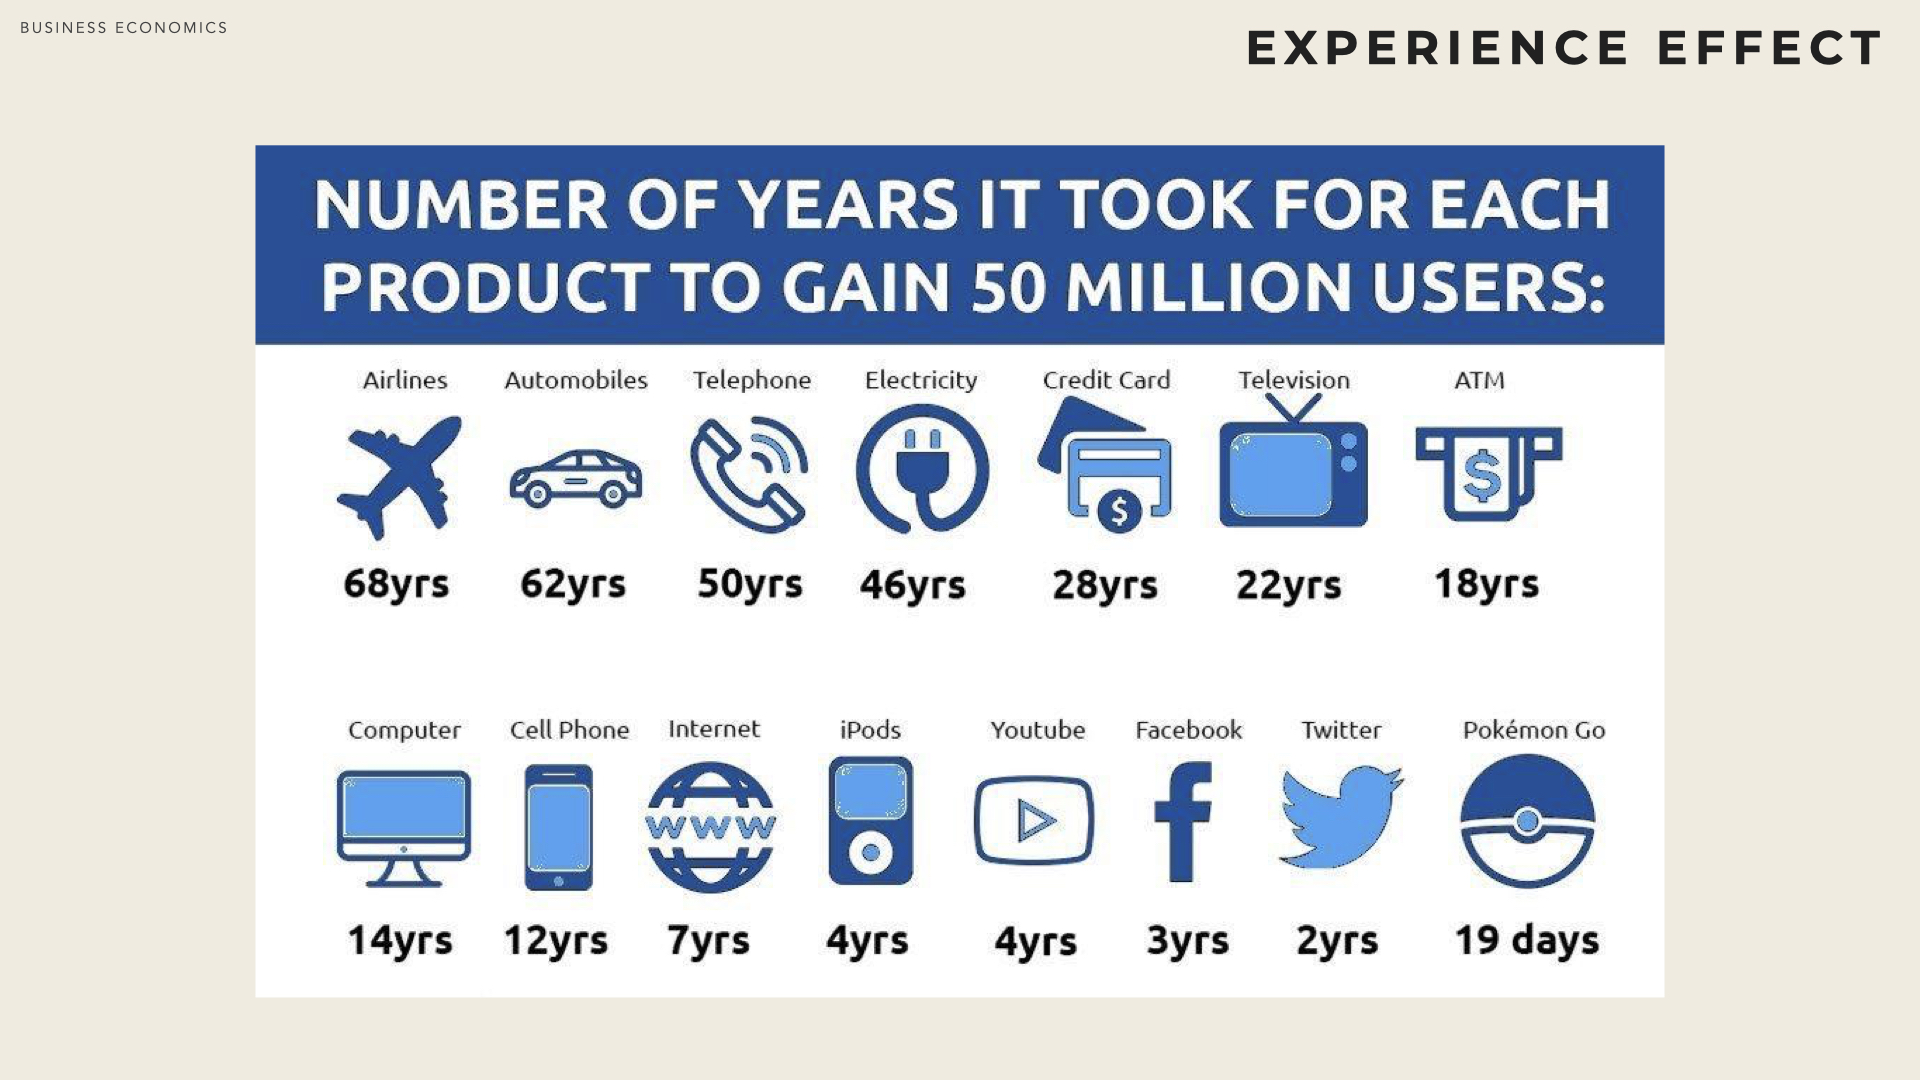 BUSINESS ECONOMICS
EXPERIENCE EFFECT
NUMBER OF YEARS IT TOOK FOR EACH
PRODUCT TO GAIN 50 MILLION USERS:
Airlines Automobiles Telephone Electricity Credit Card Television ATM
$ $
68yrs 62yrs 50yrs 46yrs 28yrs 22yrs 18yrs
Computer Cell Phone Internet iPods Youtube Facebook Twitter Pokémon Go
WWW f
14yrs 12yrs 7yrs 4yrs 4yrs 3yrs 2yrs 19 days